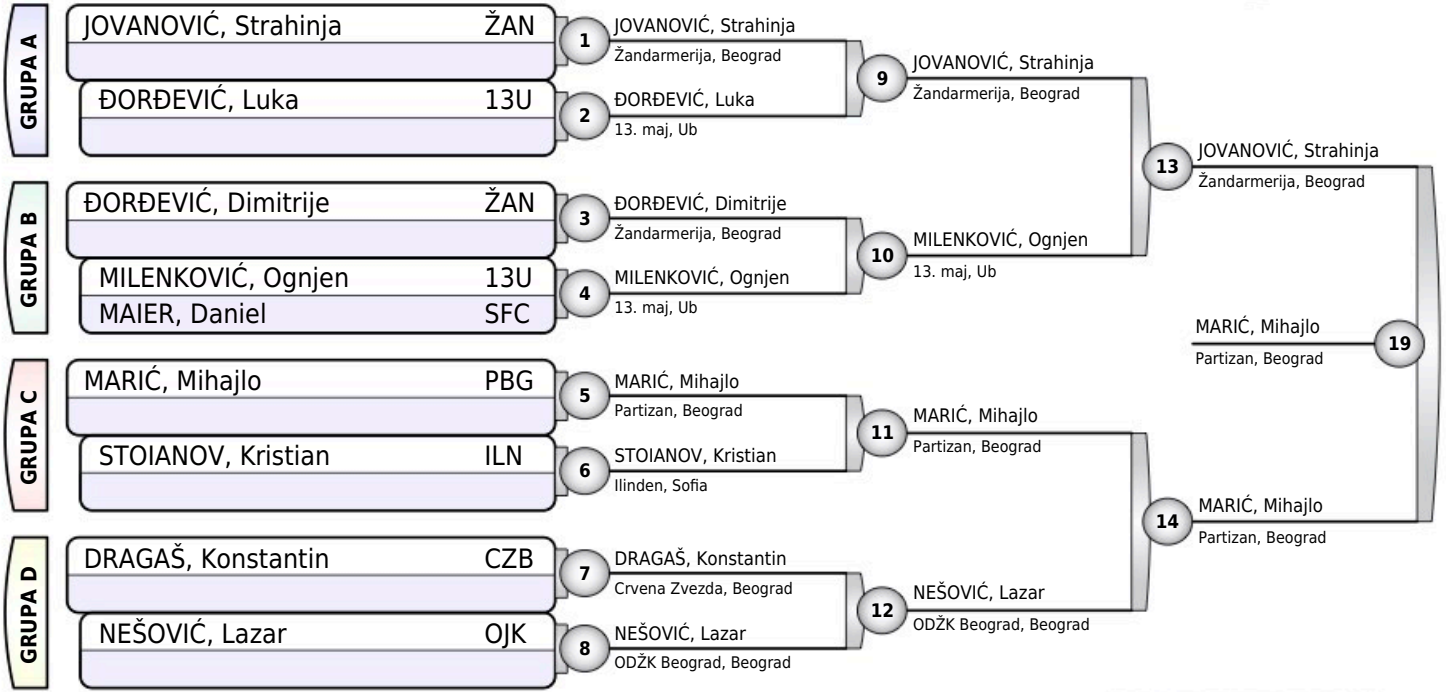 GRUPA A
JOVANOVIĆ, Strahinja ŽAN
ĐORĐEVIĆ, Luka 13U
GRUPA B
ĐORĐEVIĆ, Dimitrije ŽAN
MILENKOVIĆ, Ognjen 13U
MAIER, Daniel SFC
GRUPA C
MARIĆ, Mihajlo PBG
STOIANOV, Kristian ILN
GRUPA D
DRAGAŠ, Konstantin CZB
NEŠOVIĆ, Lazar OJK
1 JOVANOVIĆ, Strahinja
Žandarmerija, Beograd
2 ĐORĐEVIĆ, Luka
13. maj, Ub
3 ĐORĐEVIĆ, Dimitrije
Žandarmerija, Beograd
4 MILENKOVIĆ, Ognjen
13. maj, Ub
5 MARIĆ, Mihajlo
Partizan, Beograd
6 STOIANOV, Kristian
Ilinden, Sofia
7 DRAGAŠ, Konstantin
Crvena Zvezda, Beograd
8 NEŠOVIĆ, Lazar
ODŽK Beograd, Beograd
9 JOVANOVIĆ, Strahinja
Žandarmerija, Beograd
10 MILENKOVIĆ, Ognjen
13. maj, Ub
11 MARIĆ, Mihajlo
Partizan, Beograd
12 NEŠOVIĆ, Lazar
ODŽK Beograd, Beograd
13 JOVANOVIĆ, Strahinja
Žandarmerija, Beograd
14 MARIĆ, Mihajlo
Partizan, Beograd
MARIĆ, Mihajlo 19
Partizan, Beograd